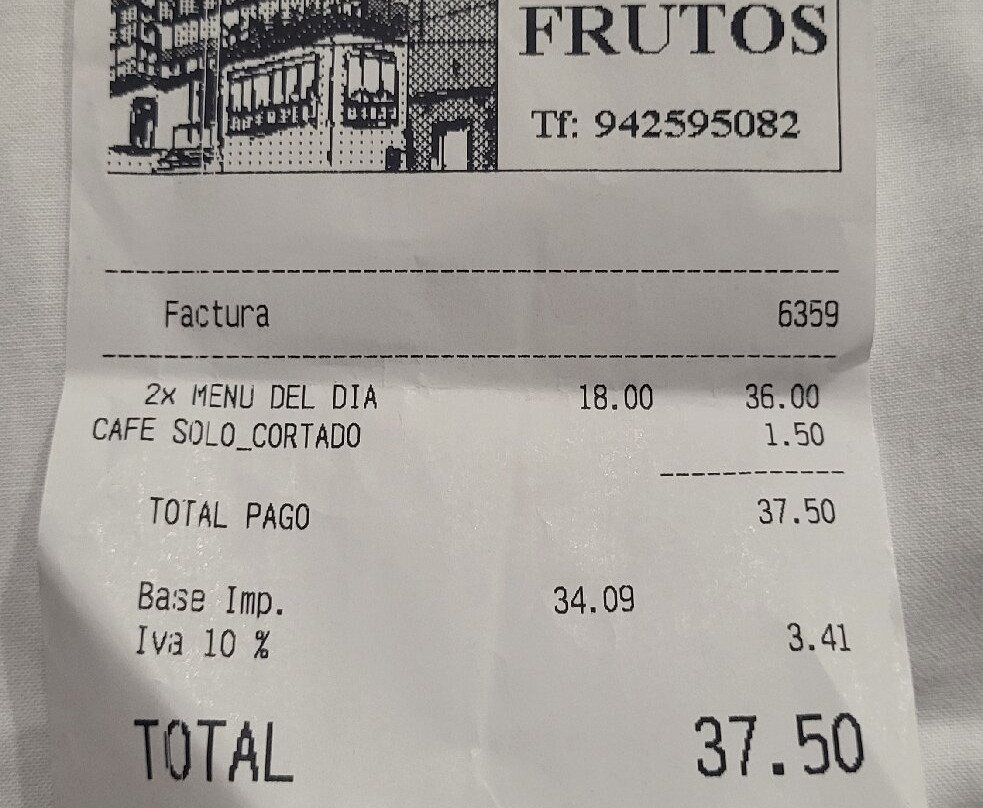 FRUTOS
Tf: 942595082
Factura 6359
2x MENU DEL DIA 18.00 36.00
CAFE SOLO_CORTADO 1.50
TOTAL PAGO 37.50
Base Imp. 34.09
Iva 10 % 3.41
TOTAL 37.50